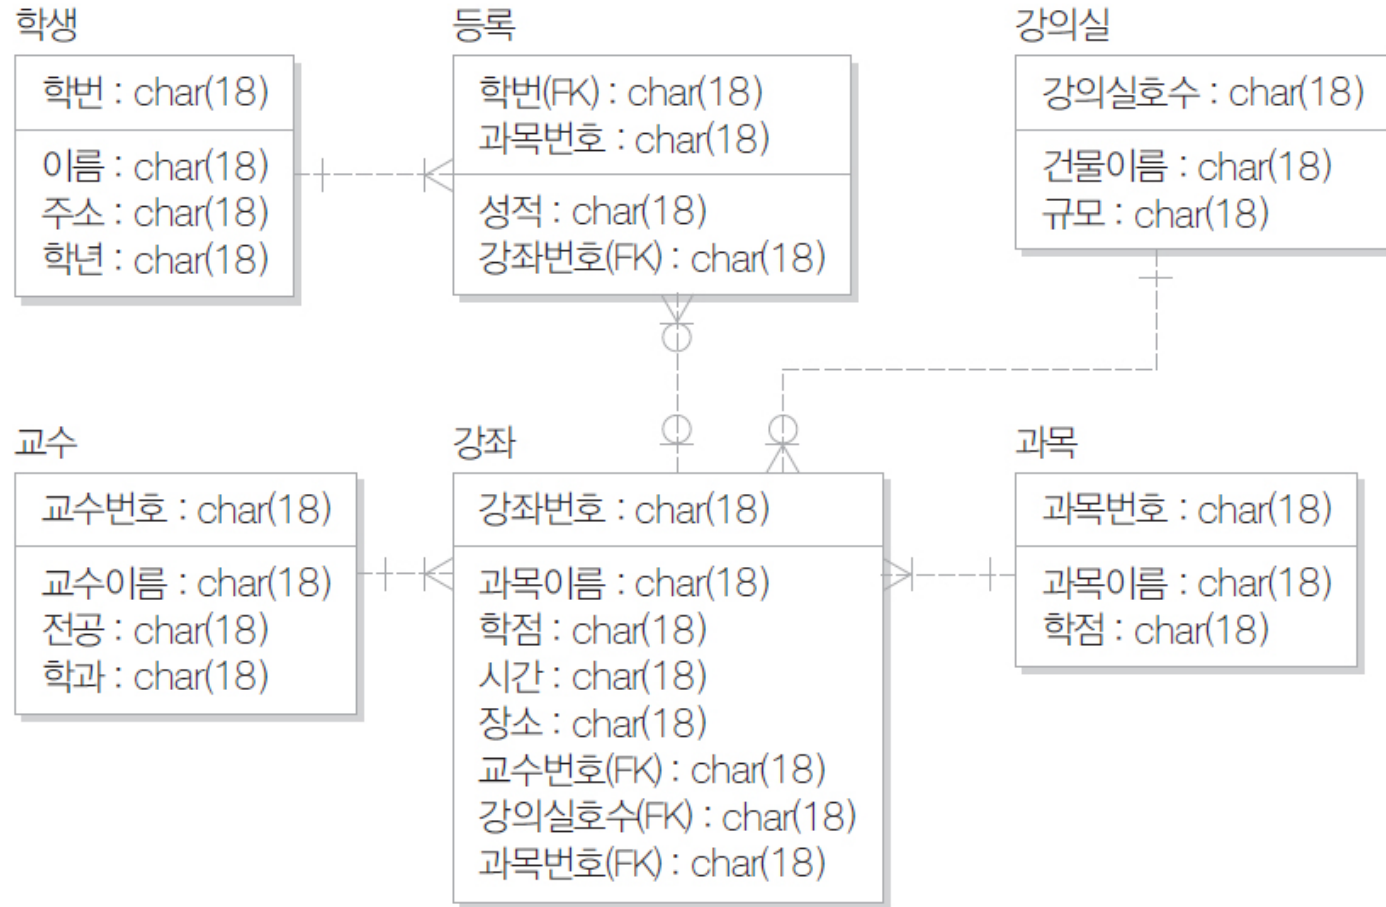 학생
학번 : char(18)
이름 : char(18)
주소 : char(18)
학년 : char(18)
등록
학번(FK) : char(18)
과목번호 : char(18)
성적 : char(18)
강좌번호(FK) : char(18)
강의실
강의실호수 : char(18)
건물이름 : char(18)
규모 : char(18)
교수
교수번호 : char(18)
교수이름 : char(18)
전공 : char(18)
학과 : char(18)
강좌
강좌번호 : char(18)
과목이름 : char(18)
학점 : char(18)
시간 : char(18)
장소 : char(18)
교수번호(FK) : char(18)
강의실호수(FK) : char(18)
과목번호(FK) : char(18)
과목
과목번호 : char(18)
과목이름 : char(18)
학점 : char(18)